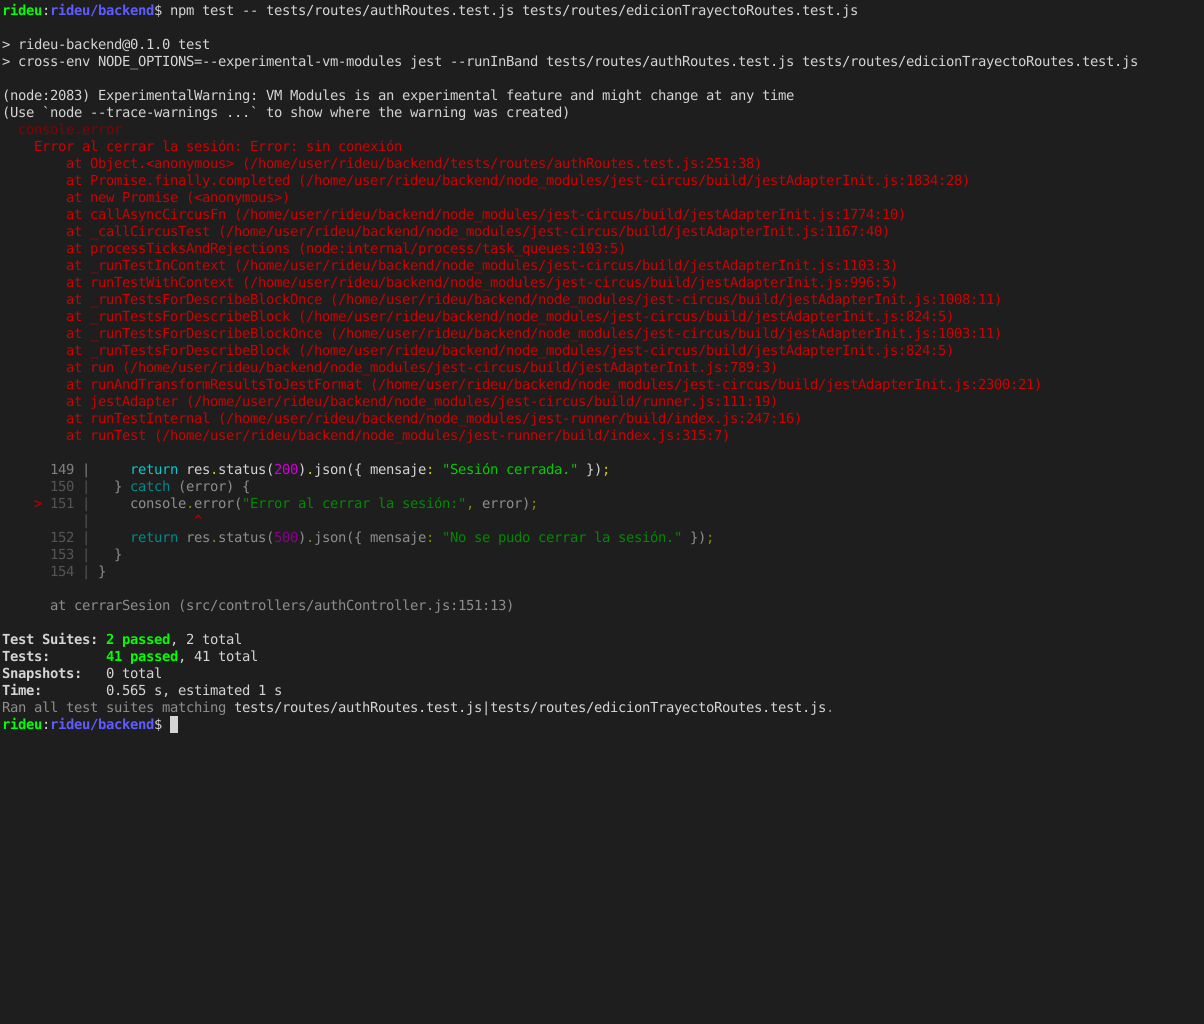 rideu:rideu/backend$ npm test -- tests/routes/authRoutes.test.js tests/routes/edicionTrayectoRoutes.test.js
> rideu-backend@0.1.0 test
> cross-env NODE_OPTIONS=--experimental-vm-modules jest --runInBand tests/routes/authRoutes.test.js tests/routes/edicionTrayectoRoutes.test.js
(node:2083) ExperimentalWarning: VM Modules is an experimental feature and might change at any time
(Use `node --trace-warnings ...` to show where the warning was created)
console.error
Error al cerrar la sesión: Error: sin conexión
at Object.<anonymous> (/home/user/rideu/backend/tests/routes/authRoutes.test.js:251:38)
at Promise.finally.completed (/home/user/rideu/backend/node_modules/jest-circus/build/jestAdapterInit.js:1834:28)
at new Promise (<anonymous>)
at callAsyncCircusFn (/home/user/rideu/backend/node_modules/jest-circus/build/jestAdapterInit.js:1774:10)
at _callCircusTest (/home/user/rideu/backend/node_modules/jest-circus/build/jestAdapterInit.js:1167:40)
at processTicksAndRejections (node:internal/process/task_queues:103:5)
at _runTestInContext (/home/user/rideu/backend/node_modules/jest-circus/build/jestAdapterInit.js:1103:3)
at runTestWithContext (/home/user/rideu/backend/node_modules/jest-circus/build/jestAdapterInit.js:996:5)
at _runTestsForDescribeBlockOnce (/home/user/rideu/backend/node_modules/jest-circus/build/jestAdapterInit.js:1008:11)
at _runTestsForDescribeBlock (/home/user/rideu/backend/node_modules/jest-circus/build/jestAdapterInit.js:824:5)
at _runTestsForDescribeBlockOnce (/home/user/rideu/backend/node_modules/jest-circus/build/jestAdapterInit.js:1003:11)
at _runTestsForDescribeBlock (/home/user/rideu/backend/node_modules/jest-circus/build/jestAdapterInit.js:824:5)
at run (/home/user/rideu/backend/node_modules/jest-circus/build/jestAdapterInit.js:789:3)
at runAndTransformResultsToJestFormat (/home/user/rideu/backend/node_modules/jest-circus/build/jestAdapterInit.js:2300:21)
at jestAdapter (/home/user/rideu/backend/node_modules/jest-circus/build/runner.js:111:19)
at runTestInternal (/home/user/rideu/backend/node_modules/jest-runner/build/index.js:247:16)
at runTest (/home/user/rideu/backend/node_modules/jest-runner/build/index.js:315:7)
149 |     return res.status(200).json({ mensaje: "Sesión cerrada." });
150 |   } catch (error) {
> 151 |     console.error("Error al cerrar la sesión:", error);
|             ^
152 |     return res.status(500).json({ mensaje: "No se pudo cerrar la sesión." });
153 |   }
154 | }
at cerrarSesion (src/controllers/authController.js:151:13)
Test Suites: 2 passed, 2 total
Tests:       41 passed, 41 total
Snapshots:   0 total
Time:        0.565 s, estimated 1 s
Ran all test suites matching tests/routes/authRoutes.test.js|tests/routes/edicionTrayectoRoutes.test.js.
rideu:rideu/backend$